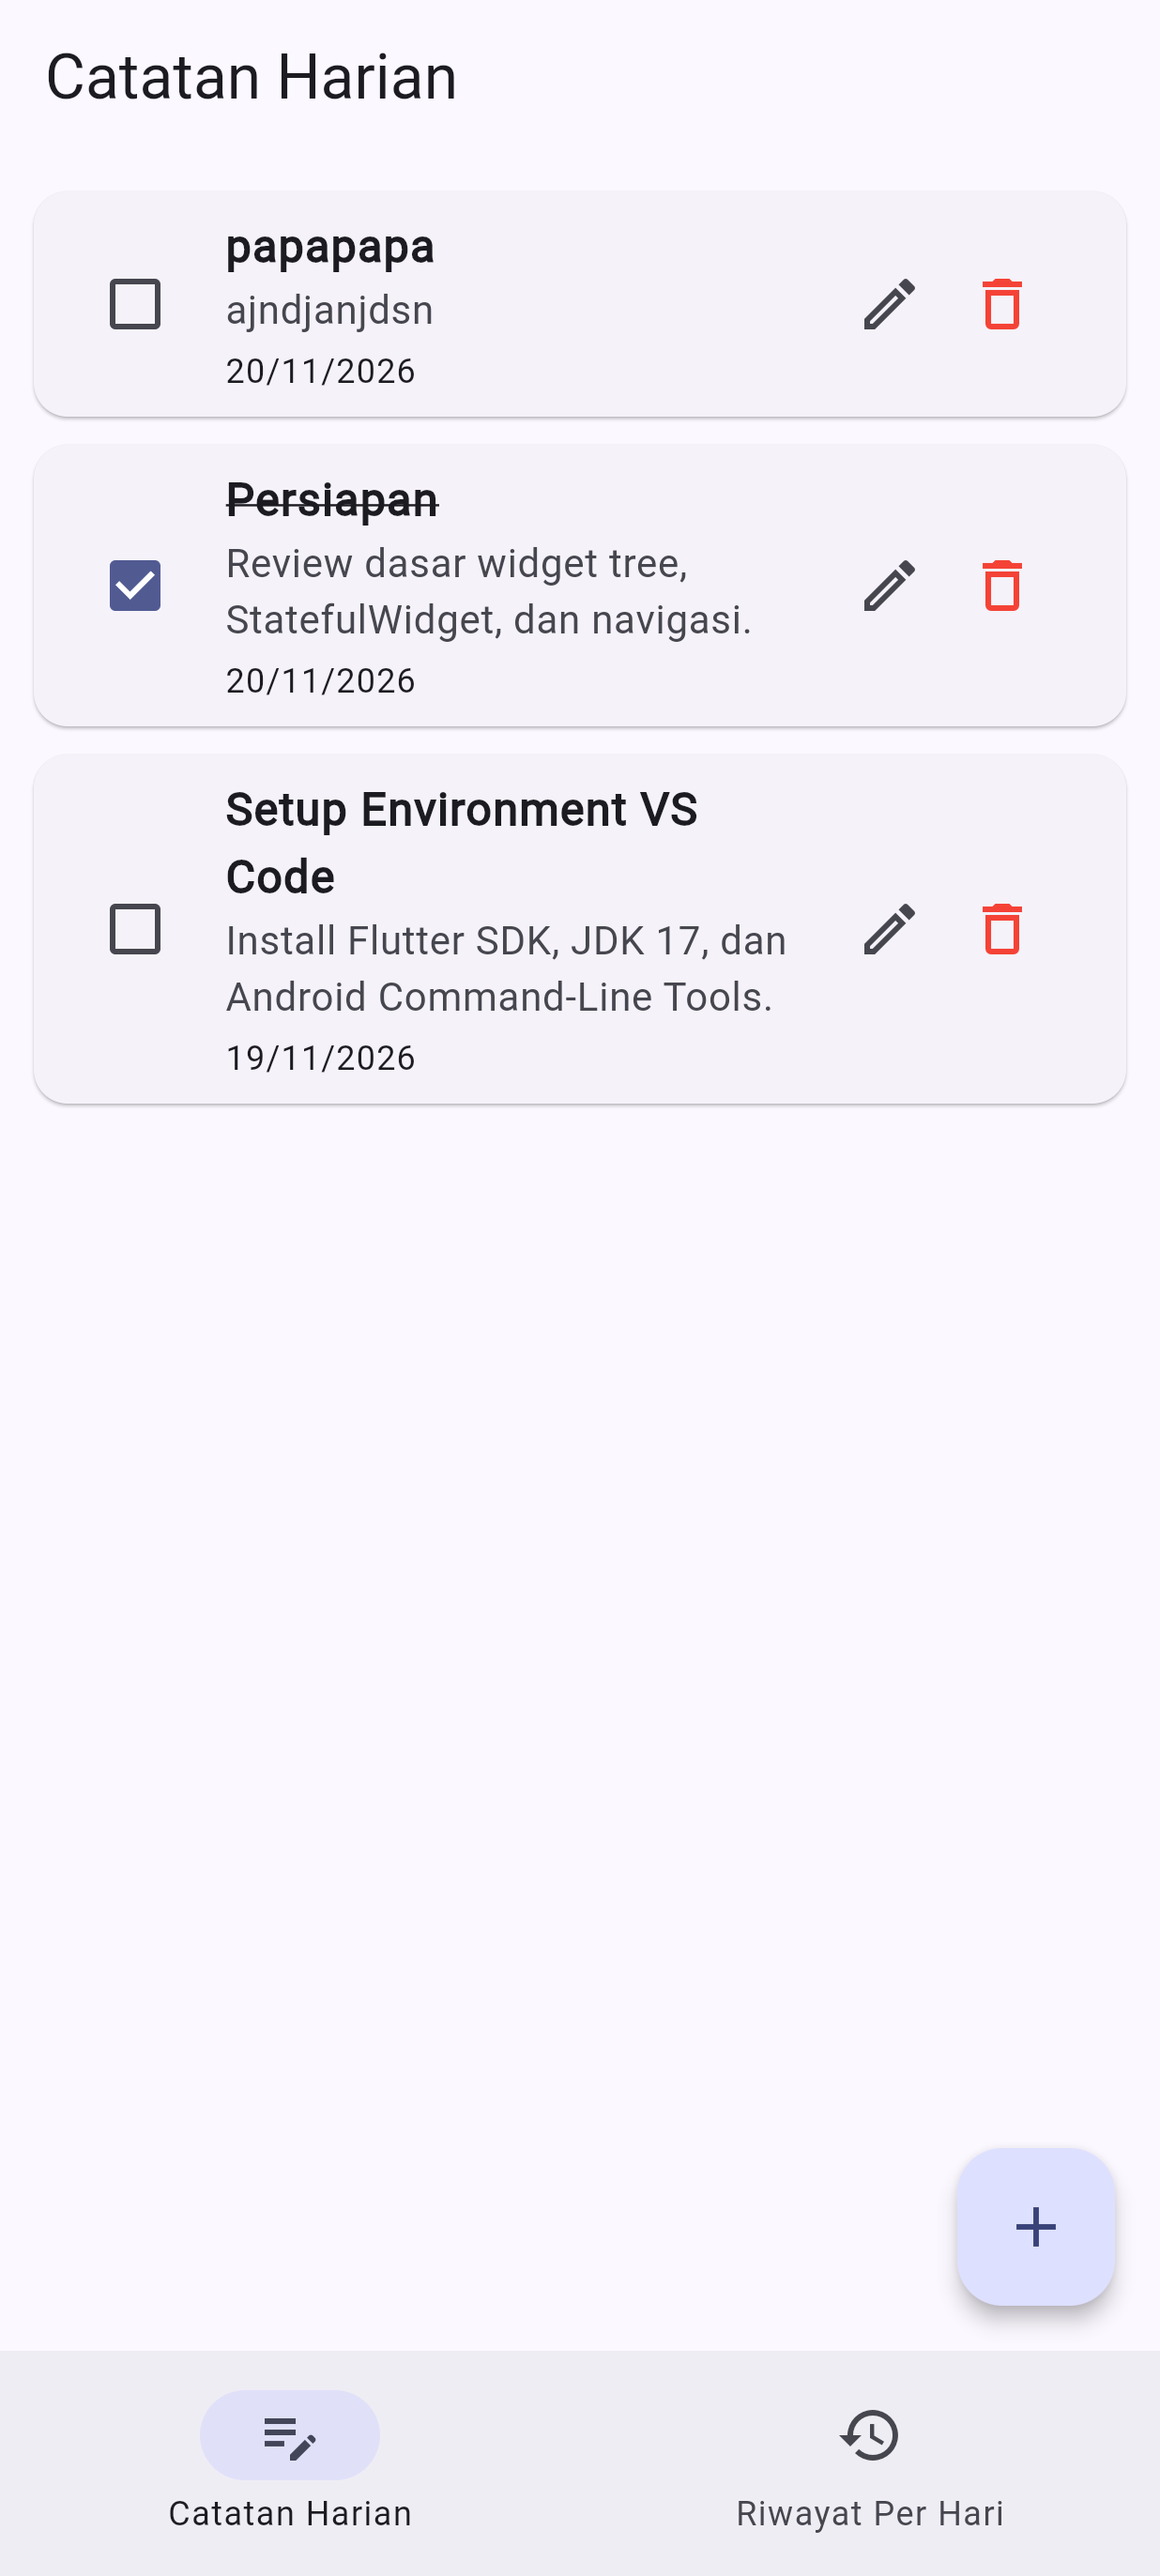 Catatan Harian
papapapa
ajndjanjdsn
20/11/2026
Persiapan
Review dasar widget tree,
StatefulWidget, dan navigasi.
20/11/2026
Setup Environment VS
Code
Install Flutter SDK, JDK 17, dan
Android Command-Line Tools.
19/11/2026
Catatan Harian
Riwayat Per Hari